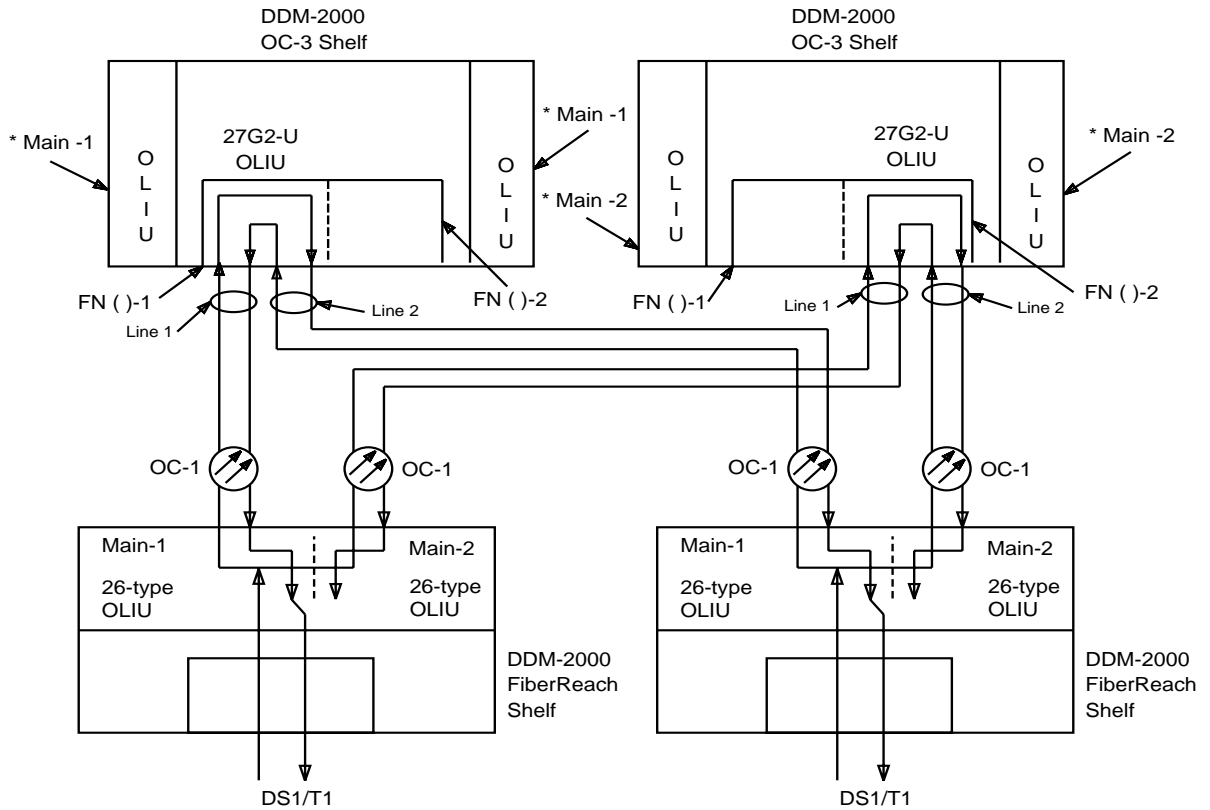 DDM-2000
OC-3 Shelf
DDM-2000
OC-3 Shelf
* Main -1
* Main -1
* Main -2
* Main -2
O
L
I
U
27G2-U
OLIU
O
L
I
U
O
L
I
U
27G2-U
OLIU
O
L
I
U
FN ( )-1
Line 1
Line 2
FN ( )-2
FN ( )-1
Line 1
Line 2
FN ( )-2
OC-1
OC-1
OC-1
OC-1
Main-1
Main-2
26-type
OLIU
26-type
OLIU
DDM-2000
FiberReach
Shelf
Main-1
Main-2
26-type
OLIU
26-type
OLIU
DDM-2000
FiberReach
Shelf
DS1/T1
DS1/T1